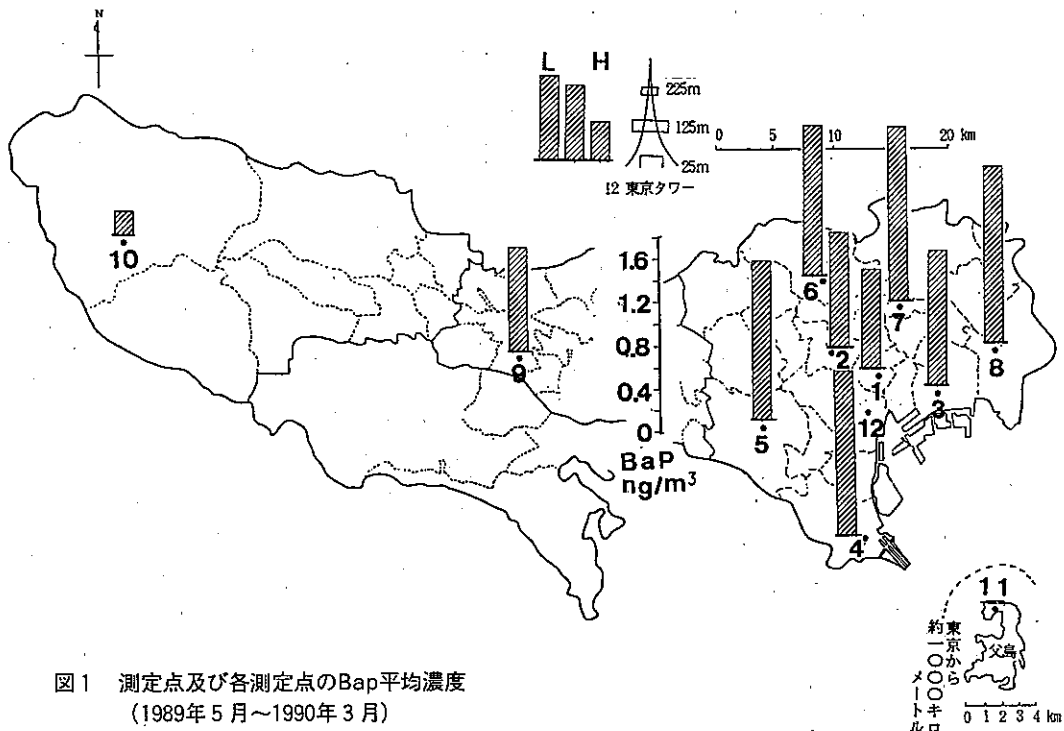 N
L H
225m
125m
25m
12 東京タワー
0 5 10 20 km
10
9
1.6
1.2
0.8
0.4
0
BaP
ng/m³
6
7
2
1
8
3
12
5
4
11
父島
東京から
約一〇〇〇キロ
メートル
0 1 2 3 4 km
図1 測定点及び各測定点のBap平均濃度
(1989年5月～1990年3月)